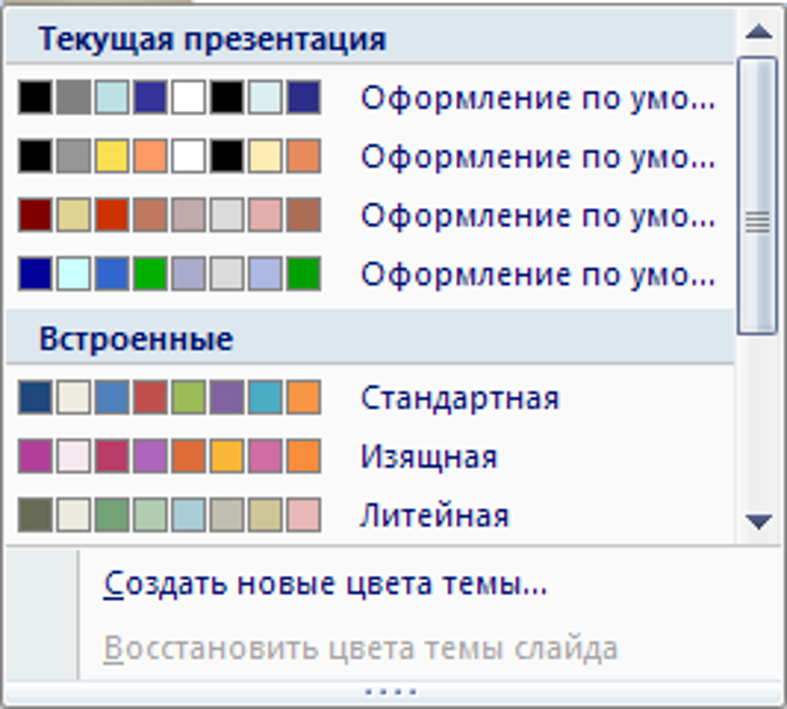 Текущая презентация
Оформление по умо...
Оформление по умо...
Оформление по умо...
Оформление по умо...
Встроенные
Стандартная
Изящная
Литейная
Создать новые цвета темы...
Восстановить цвета темы слайда